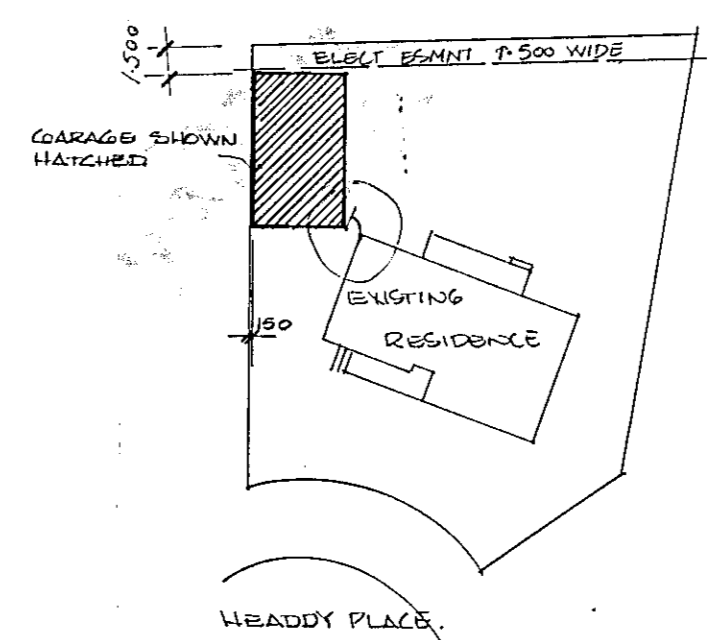 1.500
ELECT ESMNT 1.500 WIDE
GARAGE SHOWN
HATCHED
150
EXISTING
RESIDENCE
HEADDY PLACE.